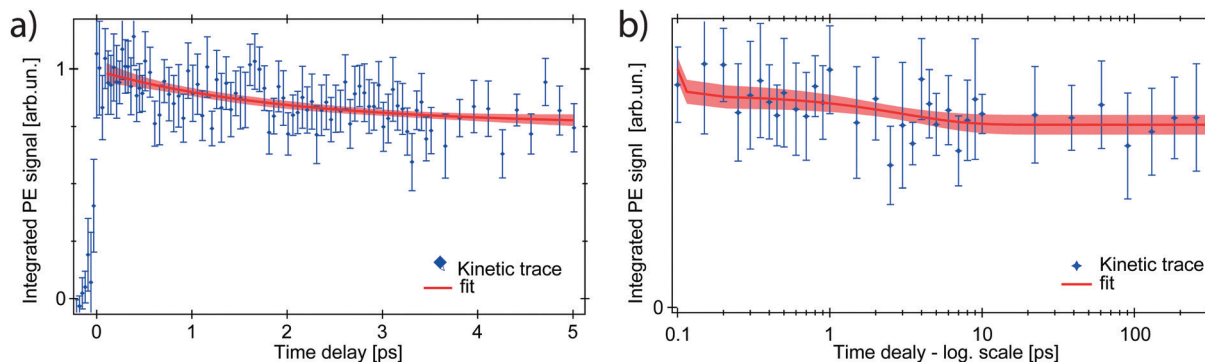 a)
Integrated PE signal [arb.un.]
1
0
Kinetic trace
fit
0 1 2 3 4 5
Time delay [ps]
b)
Integrated PE signl [arb.un.]
0
Kinetic trace
fit
0.1 1 10 100
Time dealy - log. scale [ps]